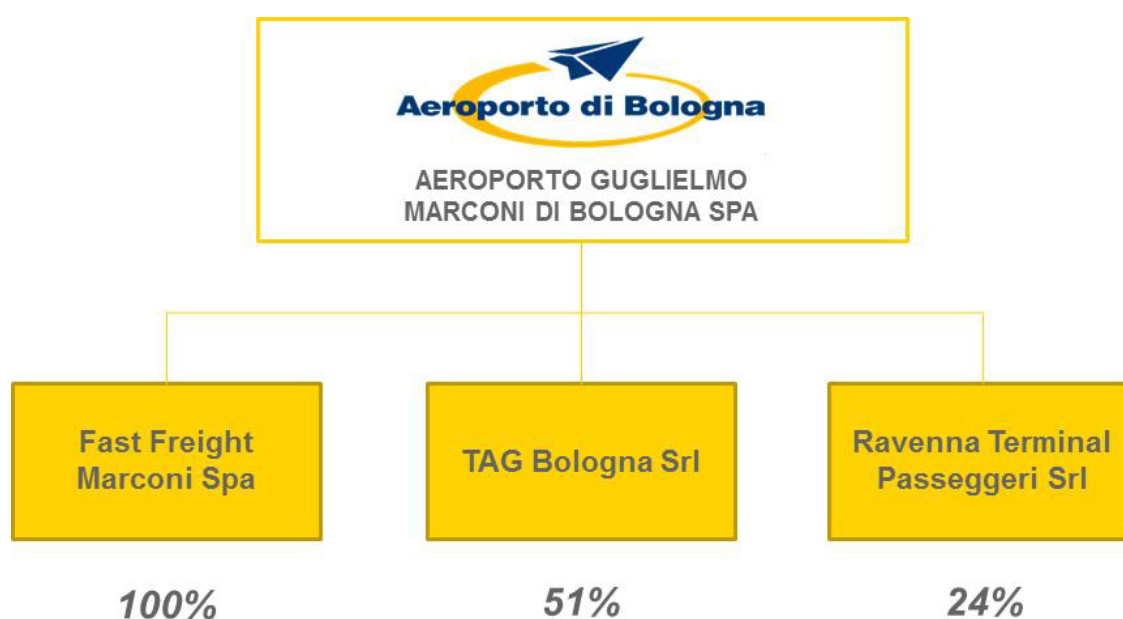 Aeroporto di Bologna
AEROPORTO GUGLIELMO
MARCONI DI BOLOGNA SPA
Fast Freight
Marconi Spa
TAG Bologna Srl
Ravenna Terminal
Passeggeri Srl
100%
51%
24%